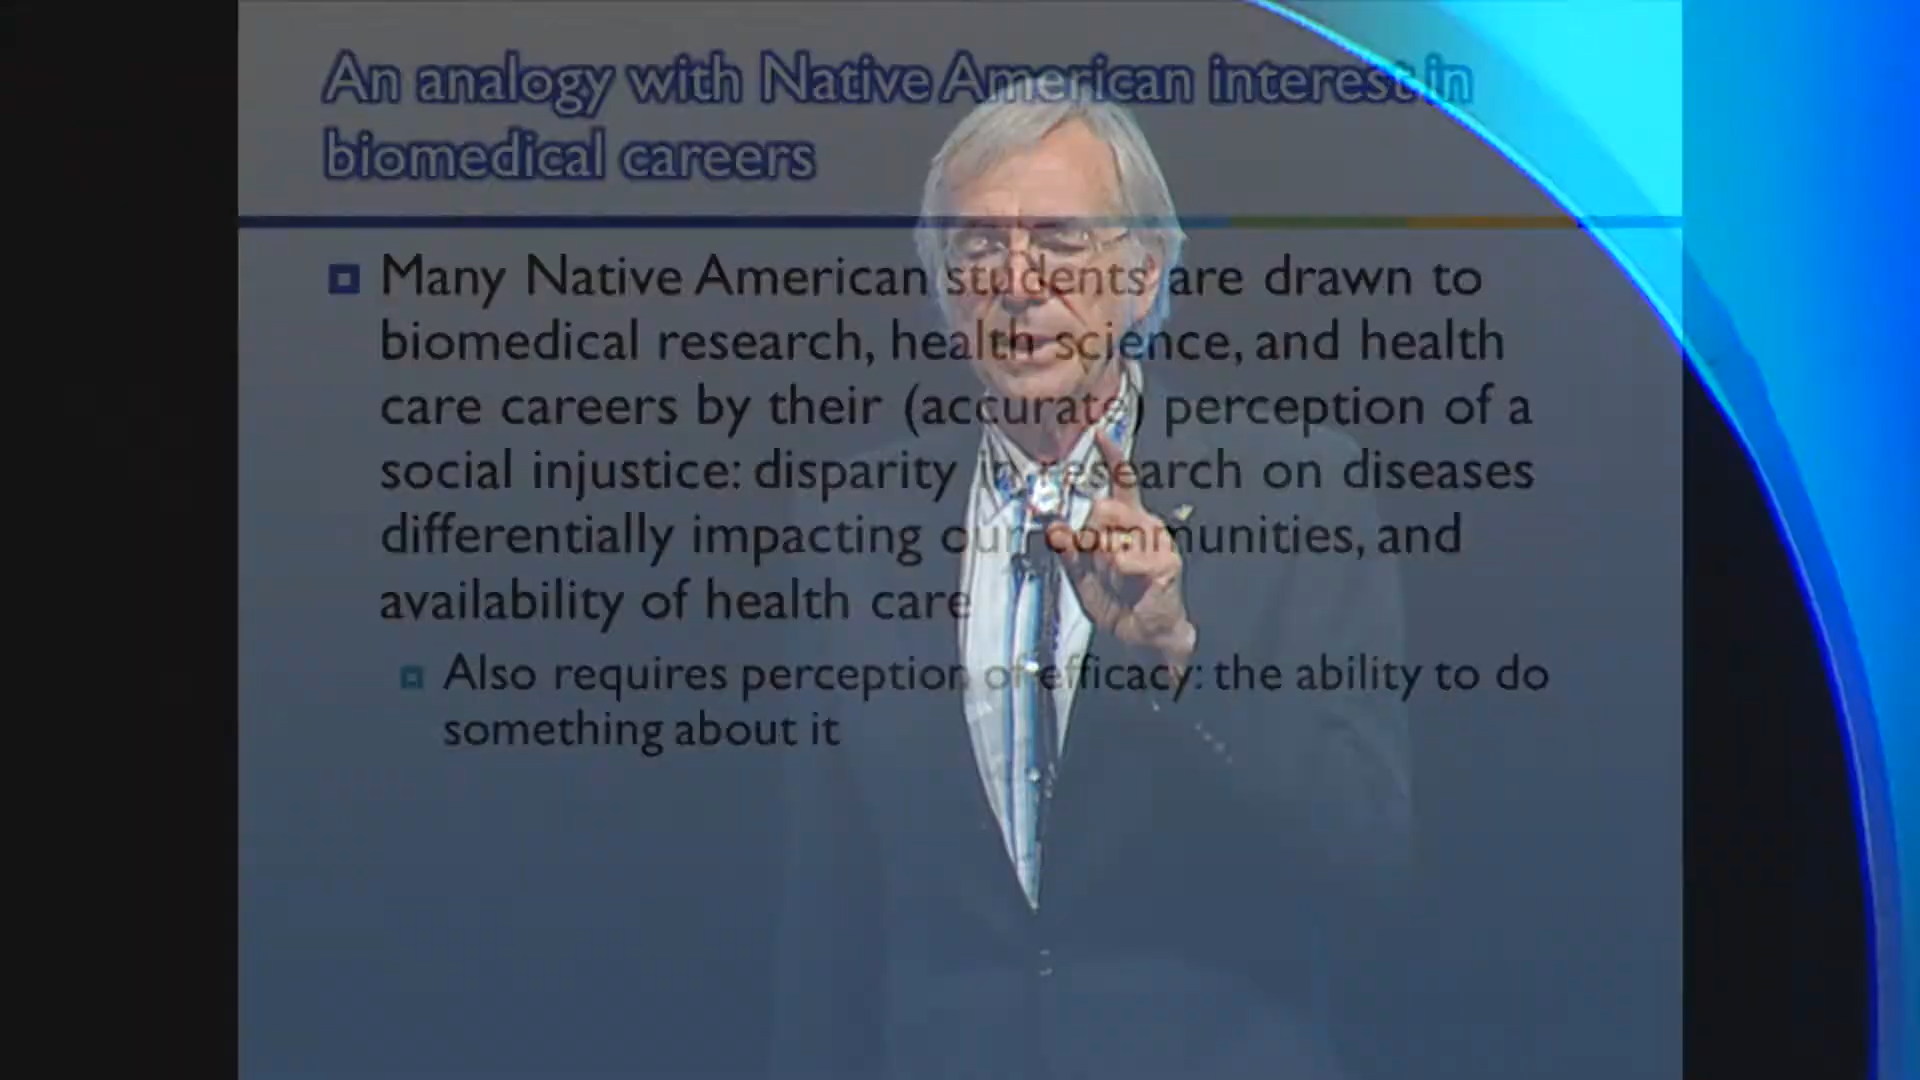 An analogy with Native American interest in
biomedical careers
Many Native American students are drawn to
biomedical research, health science, and health
care careers by their (accurate) perception of a
social injustice: disparity in research on diseases
differentially impacting our communities, and
availability of health care
Also requires perception of efficacy: the ability to do
something about it